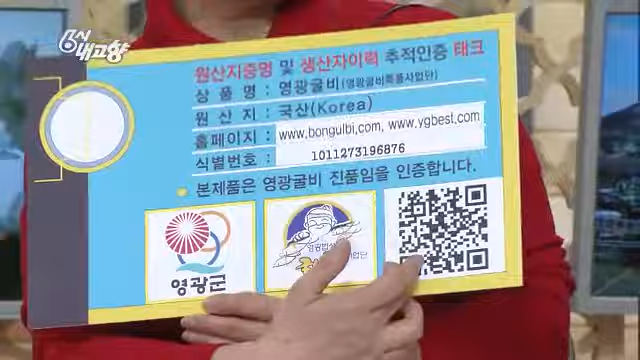 6시 내고향
원산지증명 및 생산자이력 추적인증 태크
상 품 명 : 영광굴비(영광굴비특품사업단)
원 산 지 : 국산(Korea)
홈페이지 : www.bongulbi.com, www.ygbest.com
식별번호 : 1011273196876
본제품은 영광굴비 진품임을 인증합니다.
영광군